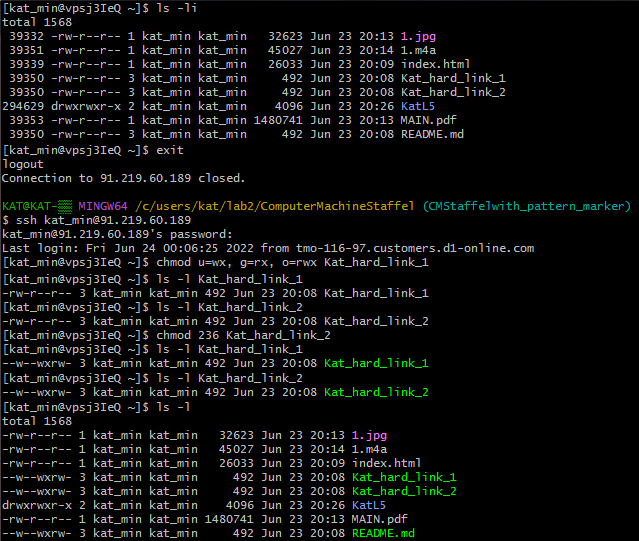 [kat_min@vpsj3IeQ ~]$ ls -li
total 1568
39332 -rw-r--r-- 1 kat_min kat_min 32623 Jun 23 20:13 1.jpg
39351 -rw-r--r-- 1 kat_min kat_min 45027 Jun 23 20:14 1.m4a
39339 -rw-r--r-- 1 kat_min kat_min 26033 Jun 23 20:09 index.html
39350 -rw-r--r-- 3 kat_min kat_min 492 Jun 23 20:08 Kat_hard_link_1
39350 -rw-r--r-- 3 kat_min kat_min 492 Jun 23 20:08 Kat_hard_link_2
294629 drwxrwxr-x 2 kat_min kat_min 4096 Jun 23 20:26 KatL5
39353 -rw-r--r-- 1 kat_min kat_min 1480741 Jun 23 20:13 MAIN.pdf
39350 -rw-r--r-- 3 kat_min kat_min 492 Jun 23 20:08 README.md
[kat_min@vpsj3IeQ ~]$ exit
logout
Connection to 91.219.60.189 closed.
KAT@KAT-▒▒ MINGW64 /c/users/kat/lab2/ComputerMachineStaffel (CMStaffelwith_pattern_marker)
$ ssh kat_min@91.219.60.189
kat_min@91.219.60.189's password:
Last login: Fri Jun 24 00:06:25 2022 from tmo-116-97.customers.d1-online.com
[kat_min@vpsj3IeQ ~]$ chmod u=wx, g=rx, o=rwx Kat_hard_link_1
[kat_min@vpsj3IeQ ~]$ ls -l Kat_hard_link_1
-rw-r--r-- 3 kat_min kat_min 492 Jun 23 20:08 Kat_hard_link_1
[kat_min@vpsj3IeQ ~]$ ls -l Kat_hard_link_2
-rw-r--r-- 3 kat_min kat_min 492 Jun 23 20:08 Kat_hard_link_2
[kat_min@vpsj3IeQ ~]$ chmod 236 Kat_hard_link_2
[kat_min@vpsj3IeQ ~]$ ls -l Kat_hard_link_1
--w--wxrw- 3 kat_min kat_min 492 Jun 23 20:08 Kat_hard_link_1
[kat_min@vpsj3IeQ ~]$ ls -l Kat_hard_link_2
--w--wxrw- 3 kat_min kat_min 492 Jun 23 20:08 Kat_hard_link_2
[kat_min@vpsj3IeQ ~]$ ls -l
total 1568
-rw-r--r-- 1 kat_min kat_min 32623 Jun 23 20:13 1.jpg
-rw-r--r-- 1 kat_min kat_min 45027 Jun 23 20:14 1.m4a
-rw-r--r-- 1 kat_min kat_min 26033 Jun 23 20:09 index.html
--w--wxrw- 3 kat_min kat_min 492 Jun 23 20:08 Kat_hard_link_1
--w--wxrw- 3 kat_min kat_min 492 Jun 23 20:08 Kat_hard_link_2
drwxrwxr-x 2 kat_min kat_min 4096 Jun 23 20:26 KatL5
-rw-r--r-- 1 kat_min kat_min 1480741 Jun 23 20:13 MAIN.pdf
--w--wxrw- 3 kat_min kat_min 492 Jun 23 20:08 README.md